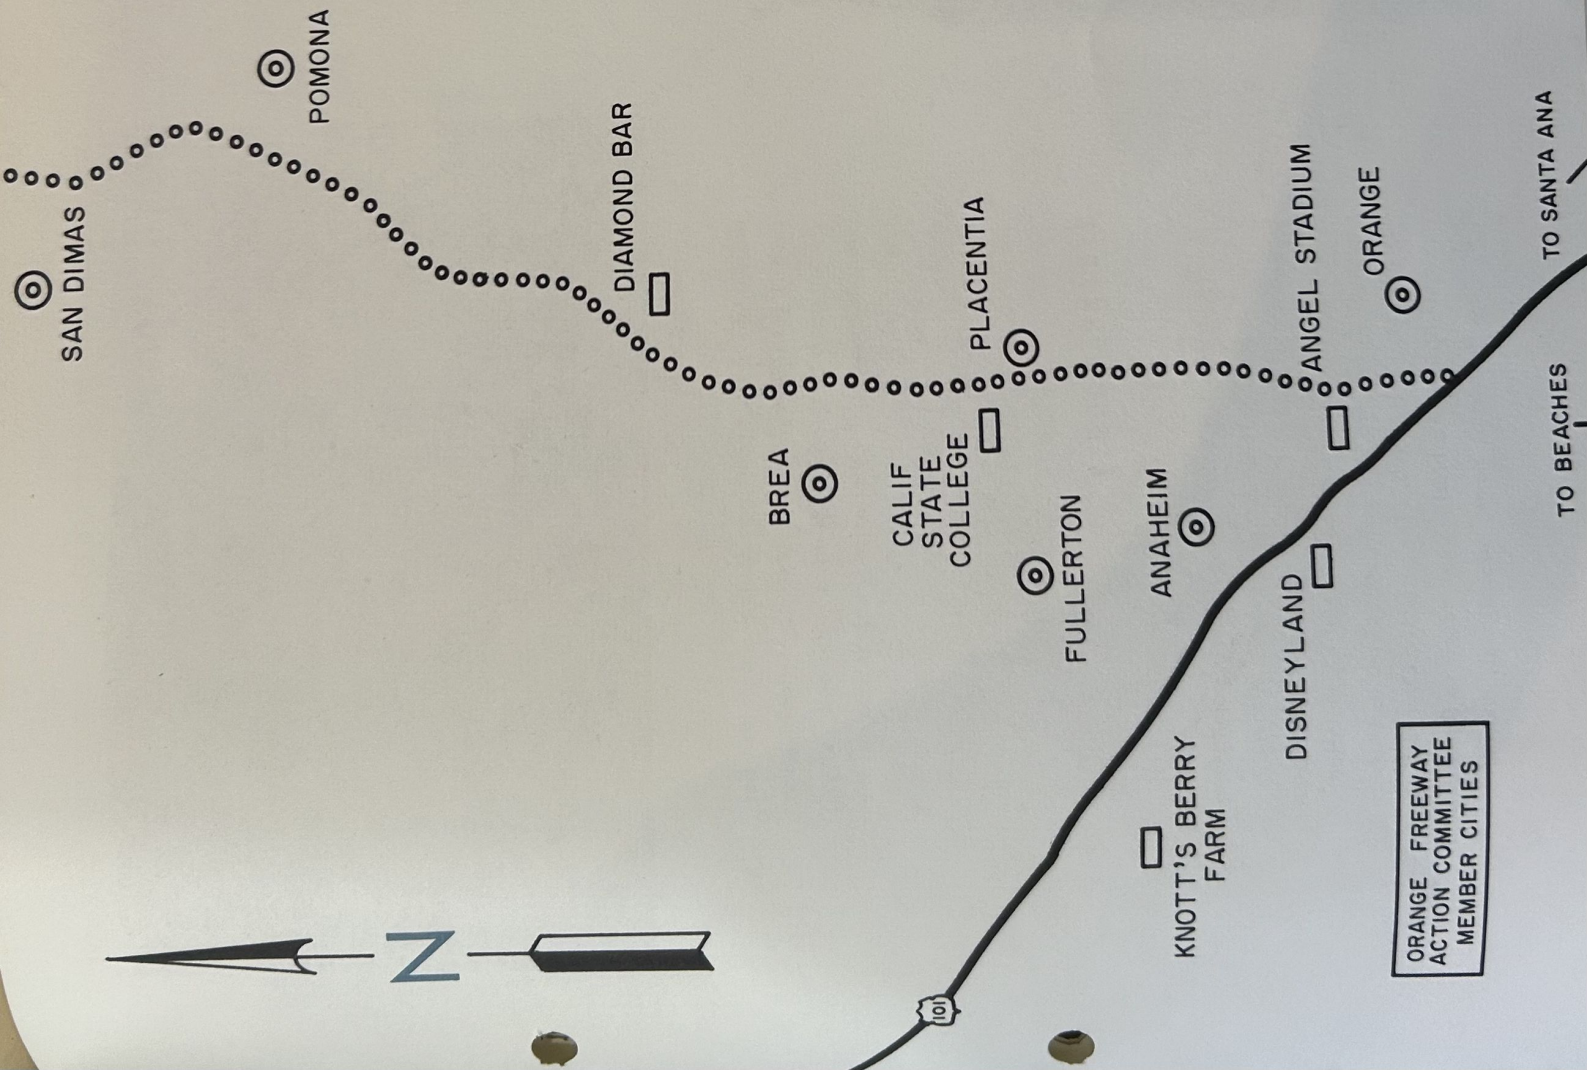 SAN DIMAS
POMONA
DIAMOND BAR
BREA
CALIF
STATE
COLLEGE
PLACENTIA
FULLERTON
ANAHEIM
ANGEL STADIUM
ORANGE
DISNEYLAND
KNOTT'S BERRY
FARM
TO SANTA ANA
TO BEACHES
101
N
ORANGE FREEWAY
ACTION COMMITTEE
MEMBER CITIES